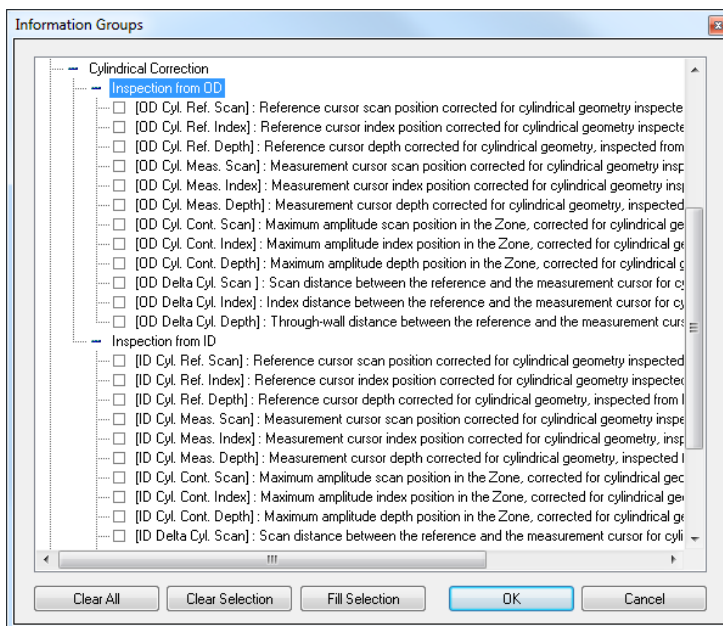 Information Groups
Cylindrical Correction
Inspection from OD
[OD Cyl. Ref. Scan] : Reference cursor scan position corrected for cylindrical geometry inspecte
[OD Cyl. Ref. Index] : Reference cursor index position corrected for cylindrical geometry inspecte
[OD Cyl. Ref. Depth] : Reference cursor depth corrected for cylindrical geometry, inspected from
[OD Cyl. Meas. Scan] : Measurement cursor scan position corrected for cylindrical geometry insp
[OD Cyl. Meas. Index] : Measurement cursor index position corrected for cylindrical geometry insp
[OD Cyl. Meas. Depth] : Measurement cursor depth corrected for cylindrical geometry, inspected
[OD Cyl. Cont. Scan] : Maximum amplitude scan position in the Zone, corrected for cylindrical ge
[OD Cyl. Cont. Index] : Maximum amplitude index position in the Zone, corrected for cylindrical ge
[OD Cyl. Cont. Depth] : Maximum amplitude depth position in the Zone, corrected for cylindrical g
[OD Delta Cyl. Scan ] : Scan distance between the reference and the measurement cursor for cy
[OD Delta Cyl. Index] : Index distance between the reference and the measurement cursor for cy
[OD Delta Cyl. Depth] : Through-wall distance between the reference and the measurement curs
Inspection from ID
[ID Cyl. Ref. Scan] : Reference cursor scan position corrected for cylindrical geometry inspected
[ID Cyl. Ref. Index] : Reference cursor index position corrected for cylindrical geometry inspected
[ID Cyl. Ref. Depth] : Reference cursor depth corrected for cylindrical geometry, inspected from I
[ID Cyl. Meas. Scan] : Measurement cursor scan position corrected for cylindrical geometry inspe
[ID Cyl. Meas. Index] : Measurement cursor index position corrected for cylindrical geometry, insp
[ID Cyl. Meas. Depth] : Measurement cursor depth corrected for cylindrical geometry, inspected I
[ID Cyl. Cont. Scan] : Maximum amplitude scan position in the Zone, corrected for cylindrical geo
[ID Cyl. Cont. Index] : Maximum amplitude index position in the Zone, corrected for cylindrical geo
[ID Cyl. Cont. Depth] : Maximum amplitude depth position in the Zone, corrected for cylindrical ge
[ID Delta Cyl. Scan] : Scan distance between the reference and the measurement cursor for cyli
Clear All Clear Selection Fill Selection OK Cancel